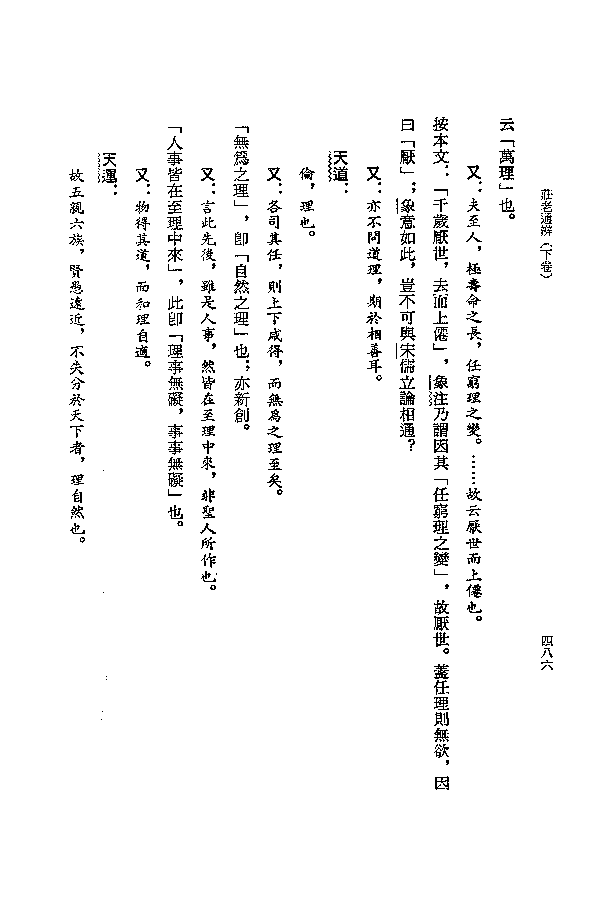 莊老通辨（下卷）
四八六
云「萬理」也。
又：夫至人，極壽命之長，任窮理之變。……故云厭世而上僊也。
按本文：「千歲厭世，去而上僊」，象注乃謂因其「任窮理之變」，故厭世。蓋任理則無欲，因
曰「厭」；象意如此，豈不可與宋儒立論相通？
又：亦不問道理，期於相善耳。
天道：
倫，理也。
又：各司其任，則上下咸得，而無爲之理至矣。
「無爲之理」，卽「自然之理」也；亦新創。
又：言此先後，雖是人事，然皆在至理中來，非聖人所作也。
「人事皆在至理中來」，此卽「理事無礙，事事無礙」也。
又：物得其道，而和理自適。
天運：
故五親六族，賢愚遠近，不失分於天下者，理自然也。